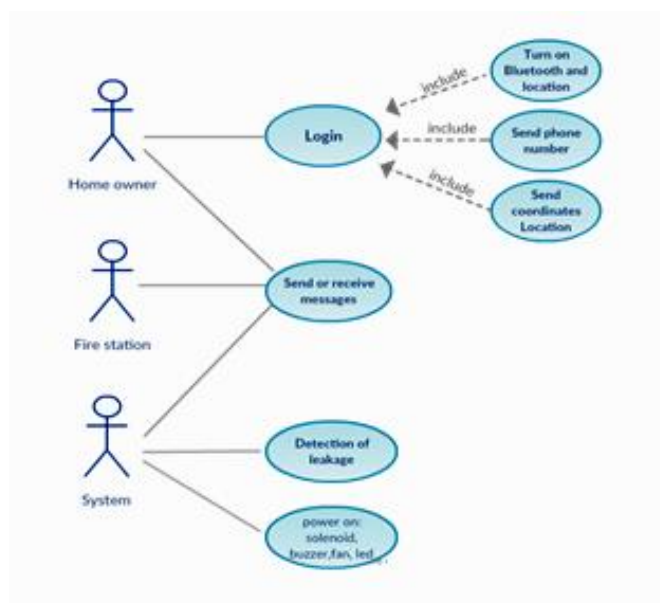 Turn on
Bluetooth and
location
include
Login
include
Send phone
number
Home owner
include
Send
coordinates
Location
Send or receive
messages
Fire station
Detection of
leakage
System
power on:
solenoid,
buzzer,fan, led